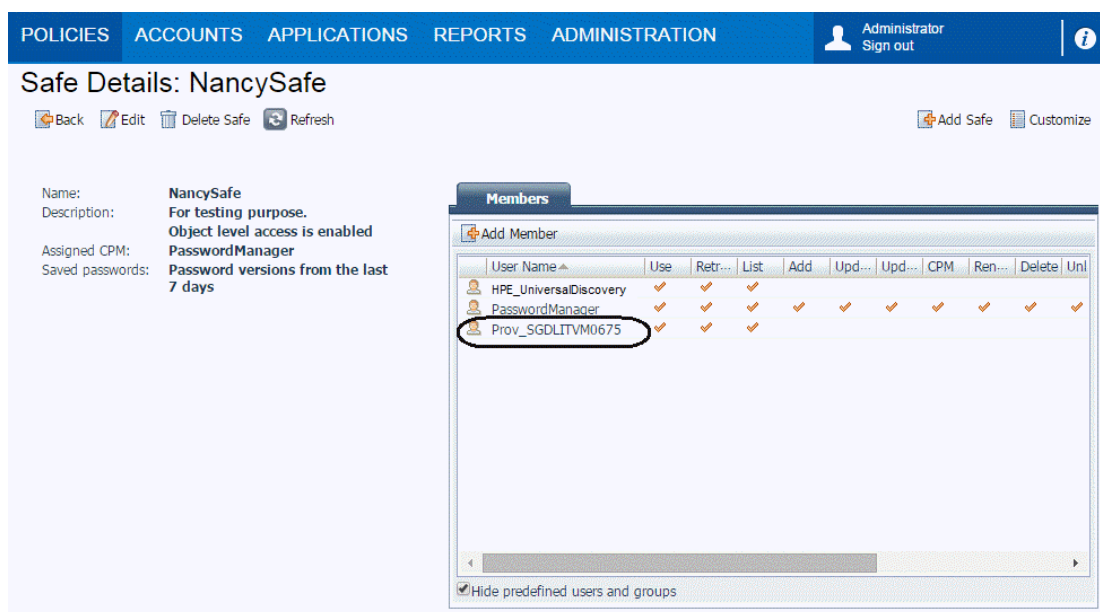 POLICIES ACCOUNTS APPLICATIONS REPORTS ADMINISTRATION Administrator
Sign out
i
Safe Details: NancySafe
Back Edit Delete Safe Refresh Add Safe Customize
Name: NancySafe
Description: For testing purpose.
Object level access is enabled
Assigned CPM: PasswordManager
Saved passwords: Password versions from the last
7 days
Members
Add Member
User Name Use Retr... List Add Upd... Upd... CPM Ren... Delete Unl
HPE_UniversalDiscovery
PasswordManager
Prov_SGDLITVM0675
Hide predefined users and groups